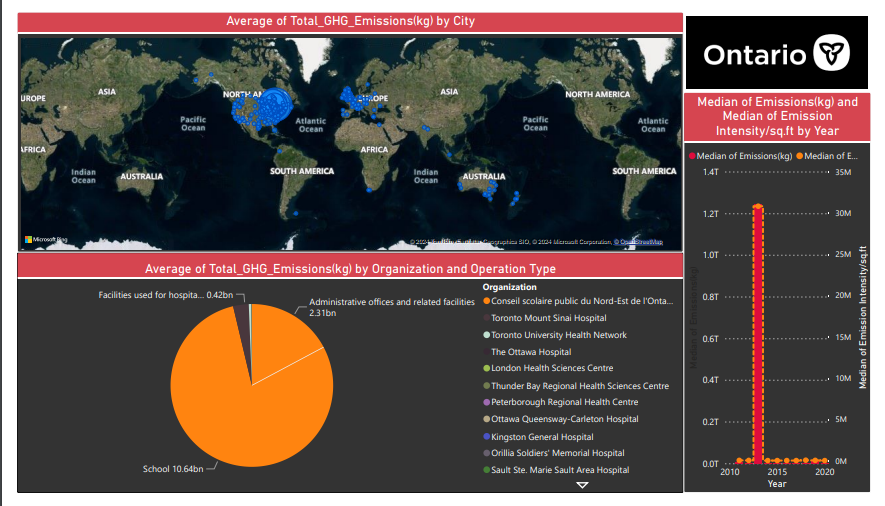 Average of Total_GHG_Emissions(kg) by City
EUROPE
ASIA
NORTH AM
EUROPE
ASIA
NORTH AMERICA
Pacific
Ocean
Atlantic
Ocean
Pacific
Ocean
AFRICA
AFRICA
Indian
Ocean
AUSTRALIA
SOUTH AMERICA
Indian
Ocean
AUSTRALIA
SOUTH AMERICA
Microsoft Bing
© 2024 Microsoft Corporation, © OpenStreetMap
Ontario
Median of Emissions(kg) and
Median of Emission
Intensity/sq.ft by Year
Median of Emissions(kg) Median of E...
1.4T
1.2T
1.0T
0.8T
0.6T
0.4T
0.2T
0.0T
35M
30M
25M
20M
15M
10M
5M
0M
Median of Emissions(kg)
Median of Emission Intensity/sq.ft
2010 2015 2020
Year
Average of Total_GHG_Emissions(kg) by Organization and Operation Type
Facilities used for hospita... 0.42bn
Administrative offices and related facilities
2.31bn
School 10.64bn
Organization
Conseil scolaire public du Nord-Est de l'Onta...
Toronto Mount Sinai Hospital
Toronto University Health Network
The Ottawa Hospital
London Health Sciences Centre
Thunder Bay Regional Health Sciences Centre
Peterborough Regional Health Centre
Ottawa Queensway-Carleton Hospital
Kingston General Hospital
Orillia Soldiers' Memorial Hospital
Sault Ste. Marie Sault Area Hospital